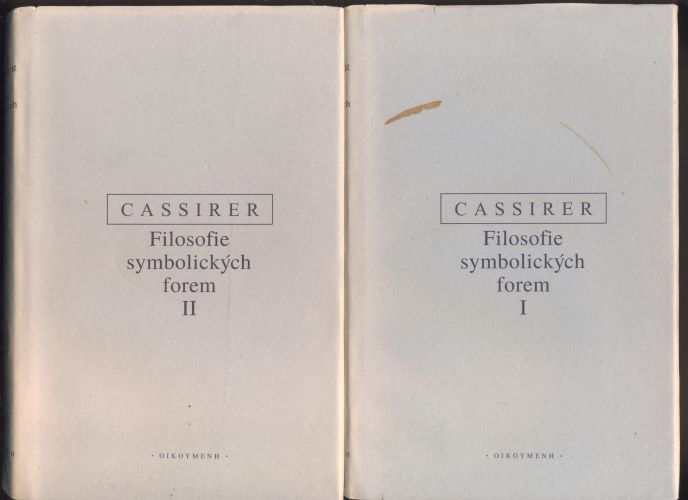 CASSIRER
Filosofie
symbolických
forem
II
· OIKOYMENH ·
CASSIRER
Filosofie
symbolických
forem
I
· OIKOYMENH ·